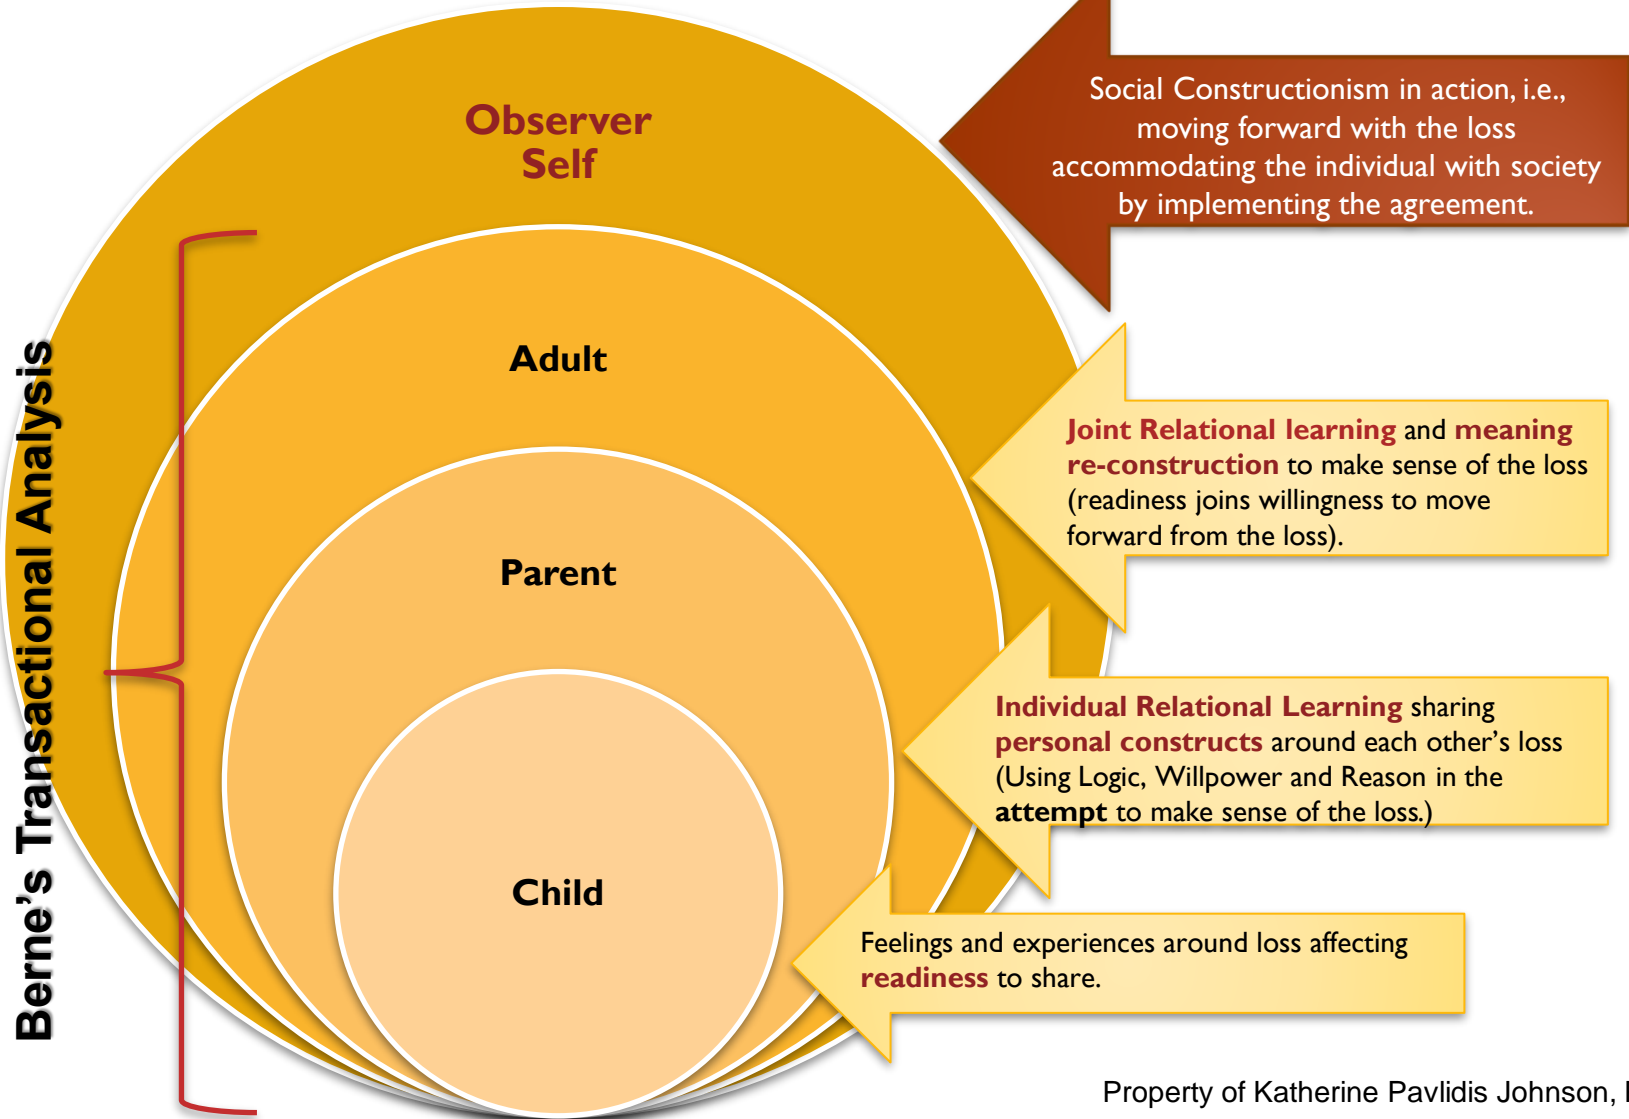 Observer
Self
Adult
Parent
Child
Berne’s Transactional Analysis
Social Constructionism in action, i.e.,
moving forward with the loss
accommodating the individual with society
by implementing the agreement.
Joint Relational learning and meaning
re-construction to make sense of the loss
(readiness joins willingness to move
forward from the loss).
Individual Relational Learning sharing
personal constructs around each other’s loss
(Using Logic, Willpower and Reason in the
attempt to make sense of the loss.)
Feelings and experiences around loss affecting
readiness to share.
Property of Katherine Pavlidis Johnson,